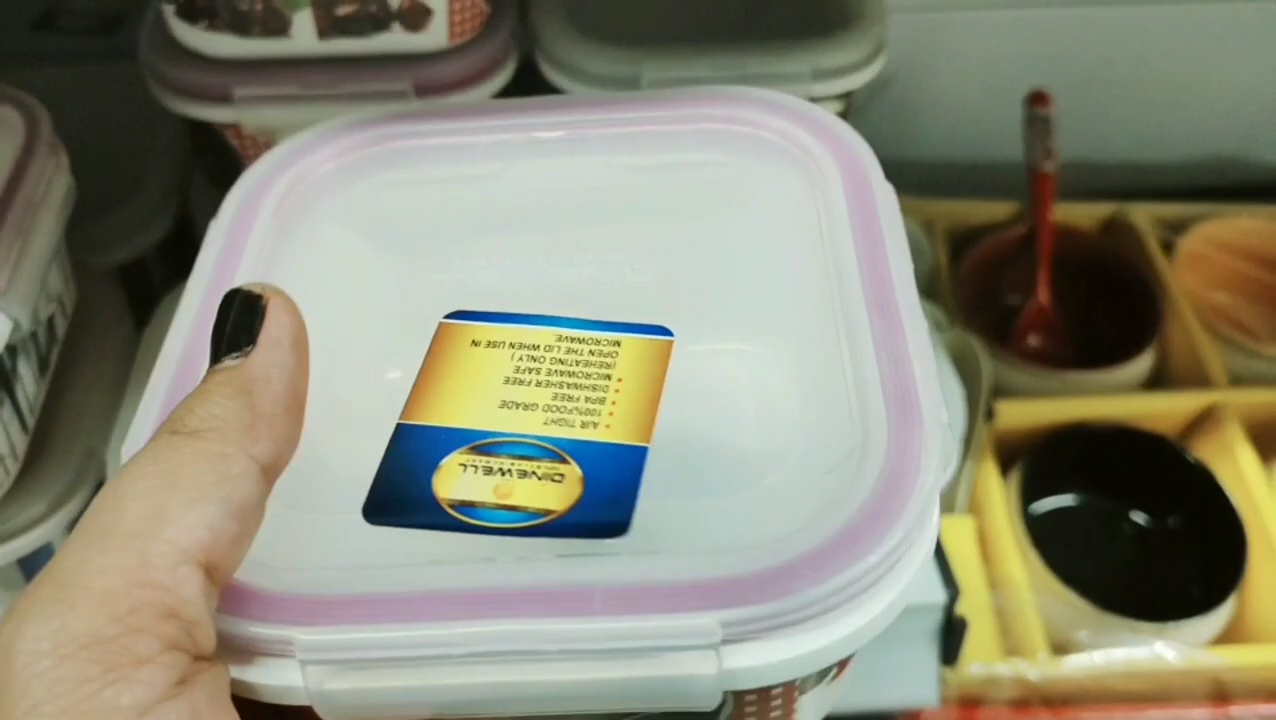 DINEWELL
• AIR TIGHT
• 100%FOOD GRADE
• BPA FREE
• DISHWASHER FREE
• MICROWAVE SAFE
(REHEATING ONLY)
OPEN THE LID WHEN USE IN
MICROWAVE